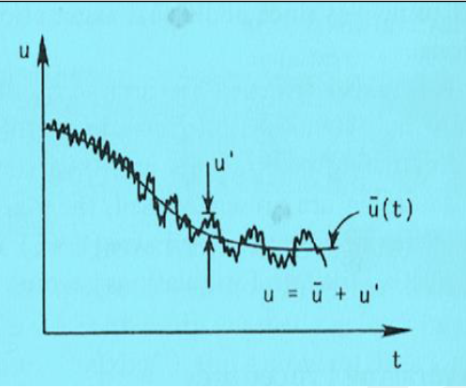 u
u'
ū(t)
u = ū + u'
t